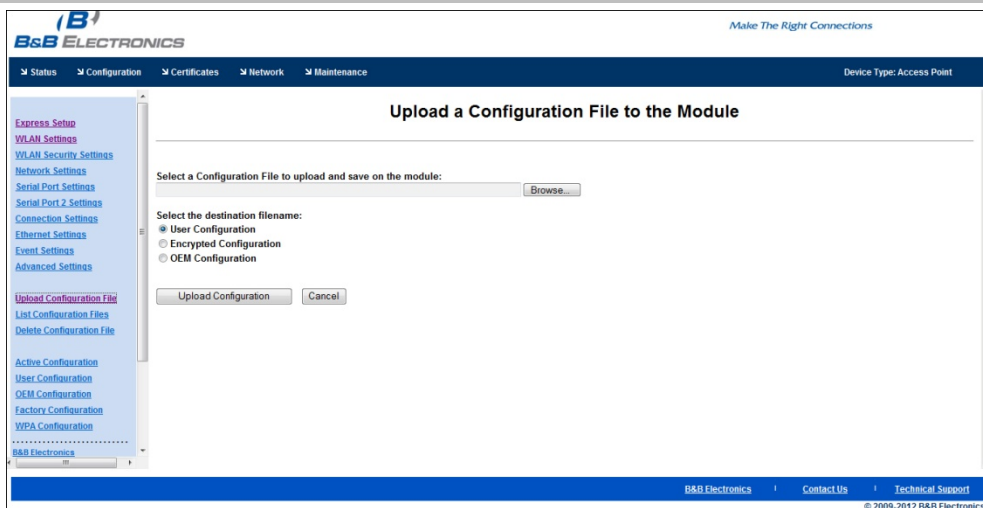 B&B ELECTRONICS
Make The Right Connections
Status Configuration Certificates Network Maintenance Device Type: Access Point
Express Setup
WLAN Settings
WLAN Security Settings
Network Settings
Serial Port Settings
Serial Port 2 Settings
Connection Settings
Ethernet Settings
Event Settings
Advanced Settings
Upload Configuration File
List Configuration Files
Delete Configuration File
Active Configuration
User Configuration
OEM Configuration
Factory Configuration
WPA Configuration
B&B Electronics
Upload a Configuration File to the Module
Select a Configuration File to upload and save on the module:
Browse...
Select the destination filename:
User Configuration
Encrypted Configuration
OEM Configuration
Upload Configuration Cancel
B&B Electronics | Contact Us | Technical Support
© 2009-2012 B&B Electronics